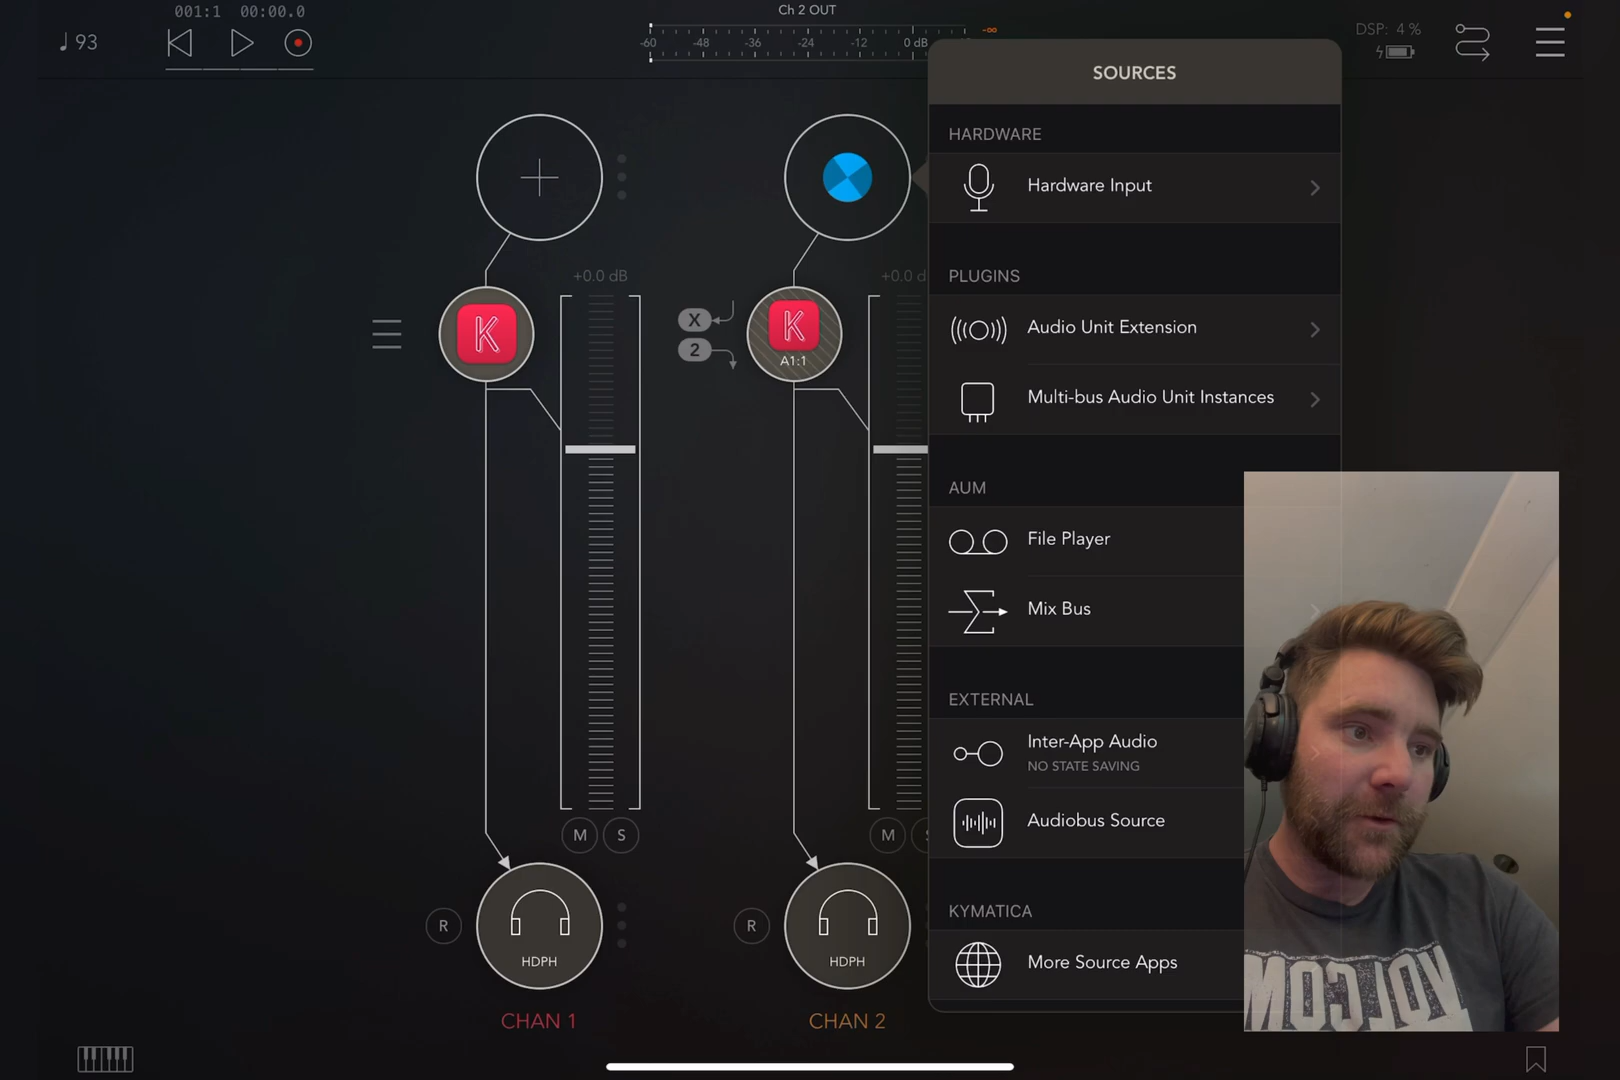 001:1 00:00.0
Ch 2 OUT
93
-60 -48 -36 -24 -12 0 dB
-∞
DSP: 4 %
SOURCES
HARDWARE
Hardware Input
PLUGINS
Audio Unit Extension
Multi-bus Audio Unit Instances
AUM
File Player
Mix Bus
EXTERNAL
Inter-App Audio
NO STATE SAVING
Audiobus Source
KYMATICA
More Source Apps
+0.0 dB
K
M S
R
HDPH
CHAN 1
+0.0 d
X
2
K
A1:1
M S
R
HDPH
CHAN 2